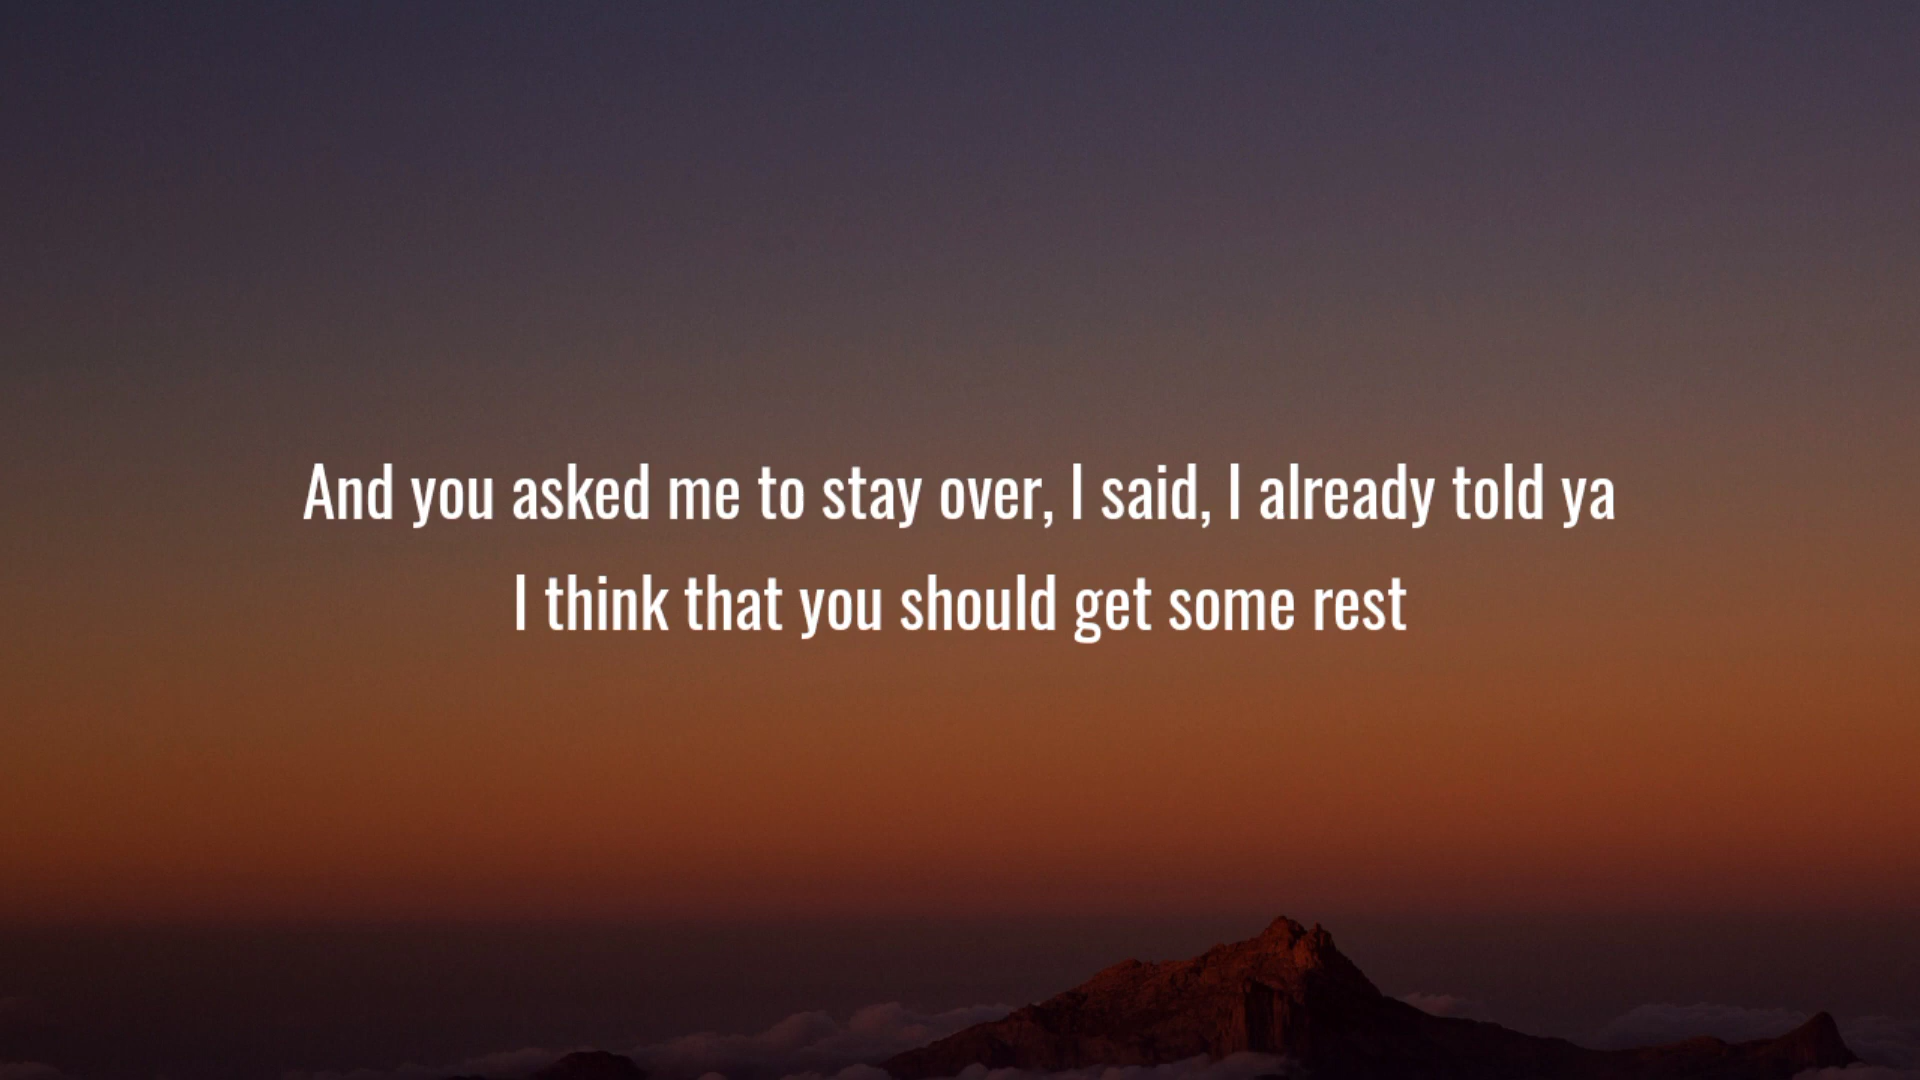 And you asked me to stay over, I said, I already told ya
I think that you should get some rest